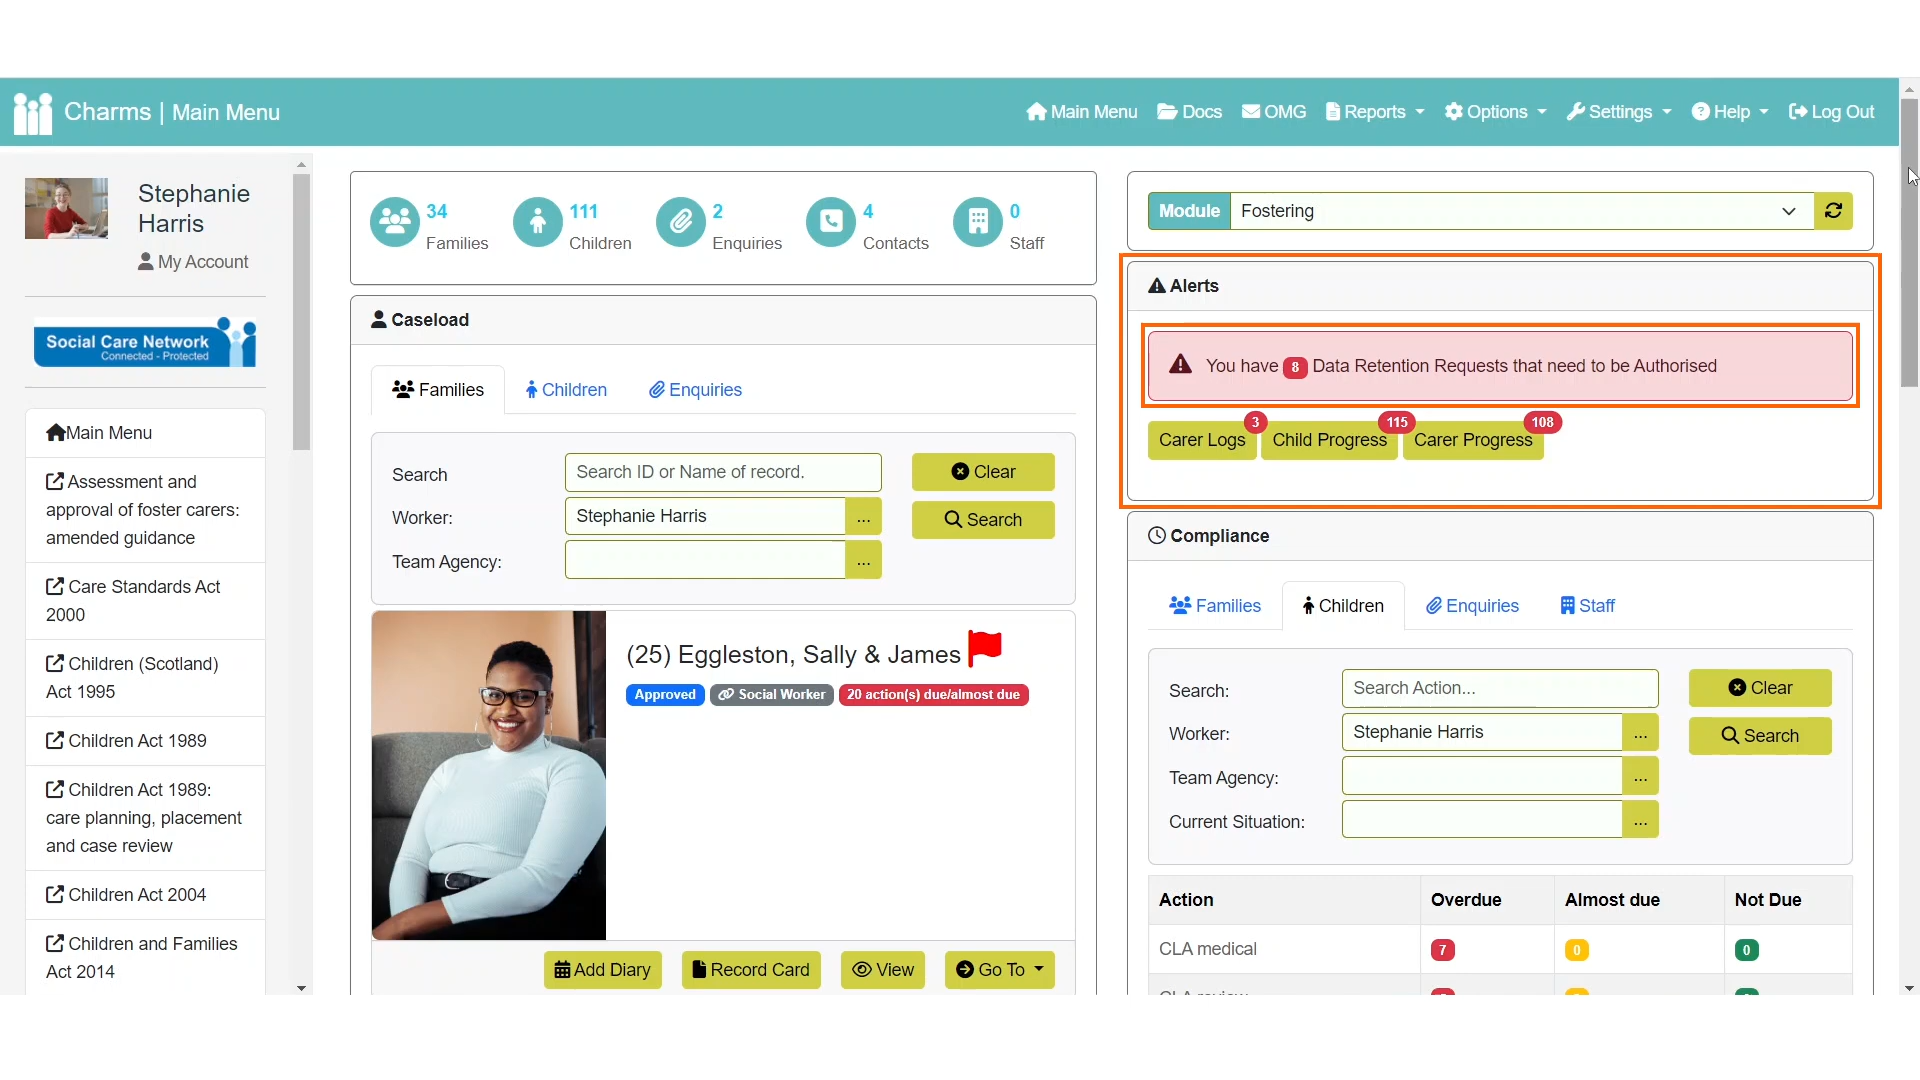 Charms | Main Menu
Main Menu
Docs
OMG
Reports
Options
Settings
Help
Log Out
Stephanie
Harris
My Account
Social Care Network
Connected - Protected
Main Menu
Assessment and
approval of foster carers:
amended guidance
Care Standards Act
2000
Children (Scotland)
Act 1995
Children Act 1989
Children Act 1989:
care planning, placement
and case review
Children Act 2004
Children and Families
Act 2014
34
Families
111
Children
2
Enquiries
4
Contacts
0
Staff
Caseload
Families
Children
Enquiries
Search
Search ID or Name of record.
Clear
Worker:
Stephanie Harris
...
Search
Team Agency:
...
(25) Eggleston, Sally & James
Approved
Social Worker
20 action(s) due/almost due
Add Diary
Record Card
View
Go To
Module
Fostering
Alerts
You have 8 Data Retention Requests that need to be Authorised
Carer Logs 3
Child Progress 115
Carer Progress 108
Compliance
Families
Children
Enquiries
Staff
Search:
Search Action...
Clear
Worker:
Stephanie Harris
...
Search
Team Agency:
...
Current Situation:
...
Action
Overdue
Almost due
Not Due
CLA medical
7
0
0